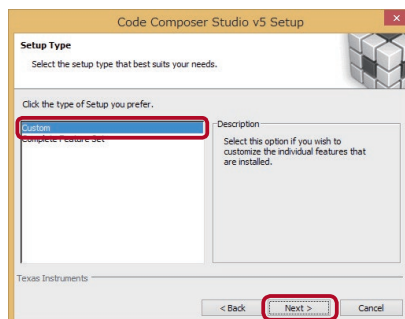 Code Composer Studio v5 Setup
Setup Type
Select the setup type that best suits your needs.
Click the type of Setup you prefer.
Custom
Complete Feature Set
Description
Select this option if you wish to
customize the individual features that
are installed.
Texas Instruments
< Back
Next >
Cancel